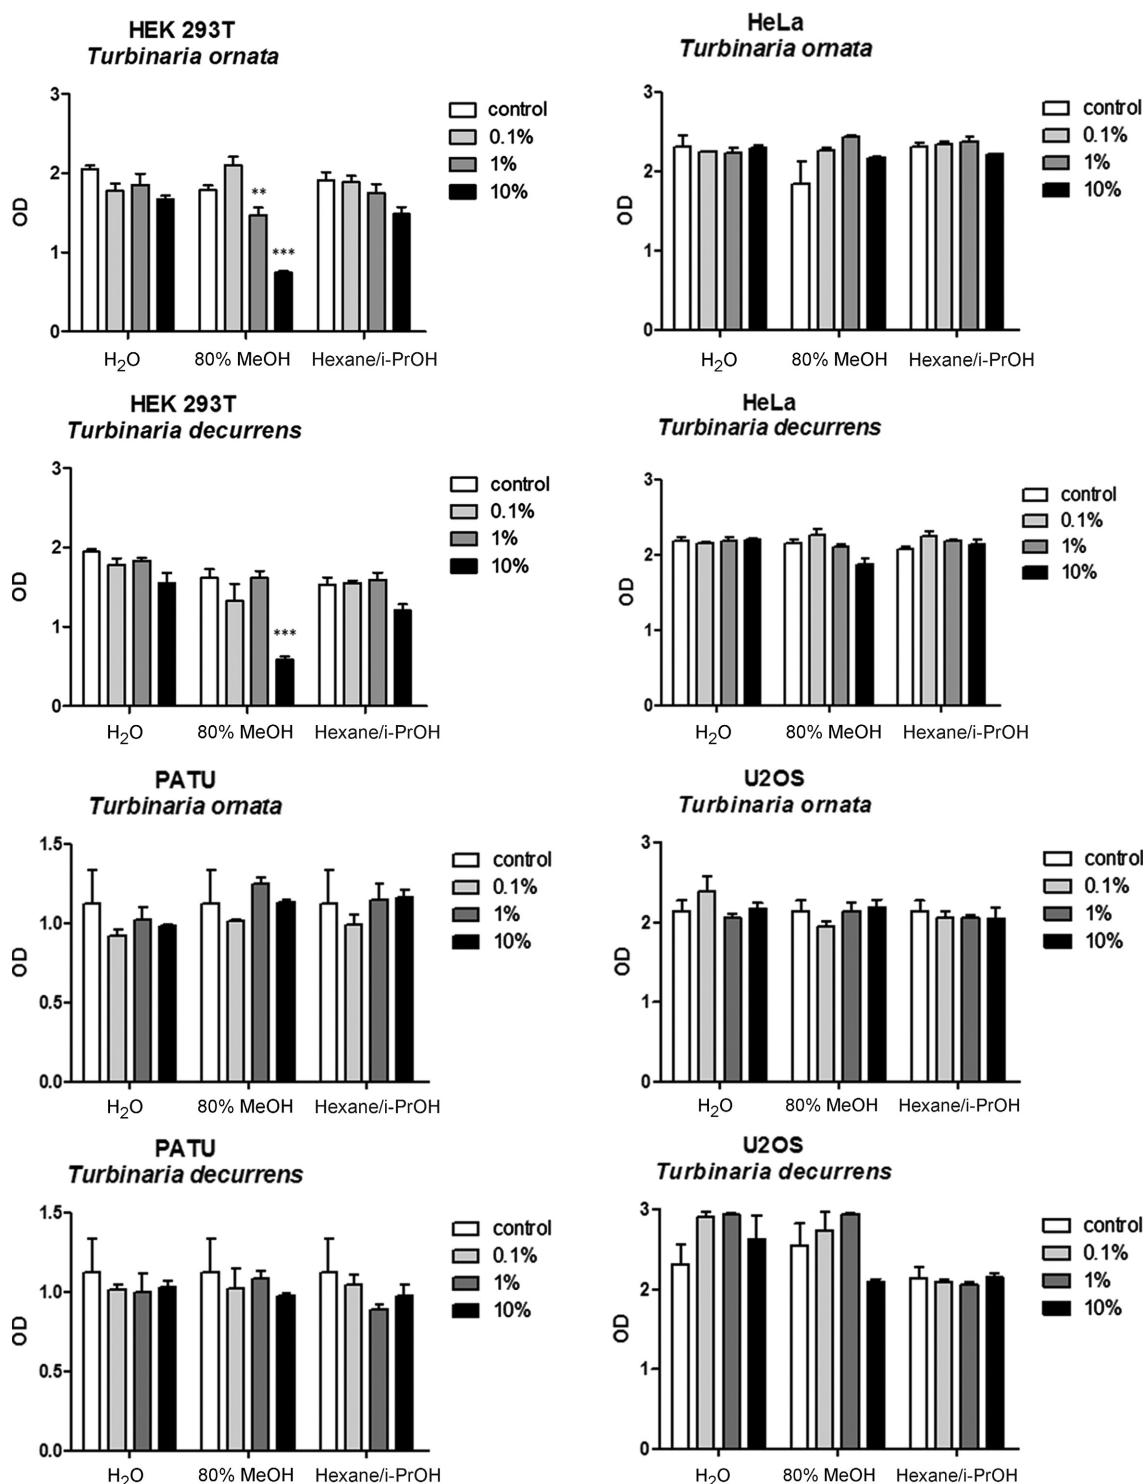 HEK 293T
Turbinaria ornata
3
2
1
0
OD
**
***
control
0.1%
1%
10%
H2O
80% MeOH
Hexane/i-PrOH
HeLa
Turbinaria ornata
3
2
1
0
OD
control
0.1%
1%
10%
H2O
80% MeOH
Hexane/i-PrOH
HEK 293T
Turbinaria decurrens
3
2
1
0
OD
***
control
0.1%
1%
10%
H2O
80% MeOH
Hexane/i-PrOH
HeLa
Turbinaria decurrens
3
2
1
0
OD
control
0.1%
1%
10%
H2O
80% MeOH
Hexane/i-PrOH
PATU
Turbinaria ornata
1.5
1.0
0.5
0.0
OD
control
0.1%
1%
10%
H2O
80% MeOH
Hexane/i-PrOH
U2OS
Turbinaria ornata
3
2
1
0
OD
control
0.1%
1%
10%
H2O
80% MeOH
Hexane/i-PrOH
PATU
Turbinaria decurrens
1.5
1.0
0.5
0.0
OD
control
0.1%
1%
10%
H2O
80% MeOH
Hexane/i-PrOH
U2OS
Turbinaria decurrens
3
2
1
0
OD
control
0.1%
1%
10%
H2O
80% MeOH
Hexane/i-PrOH